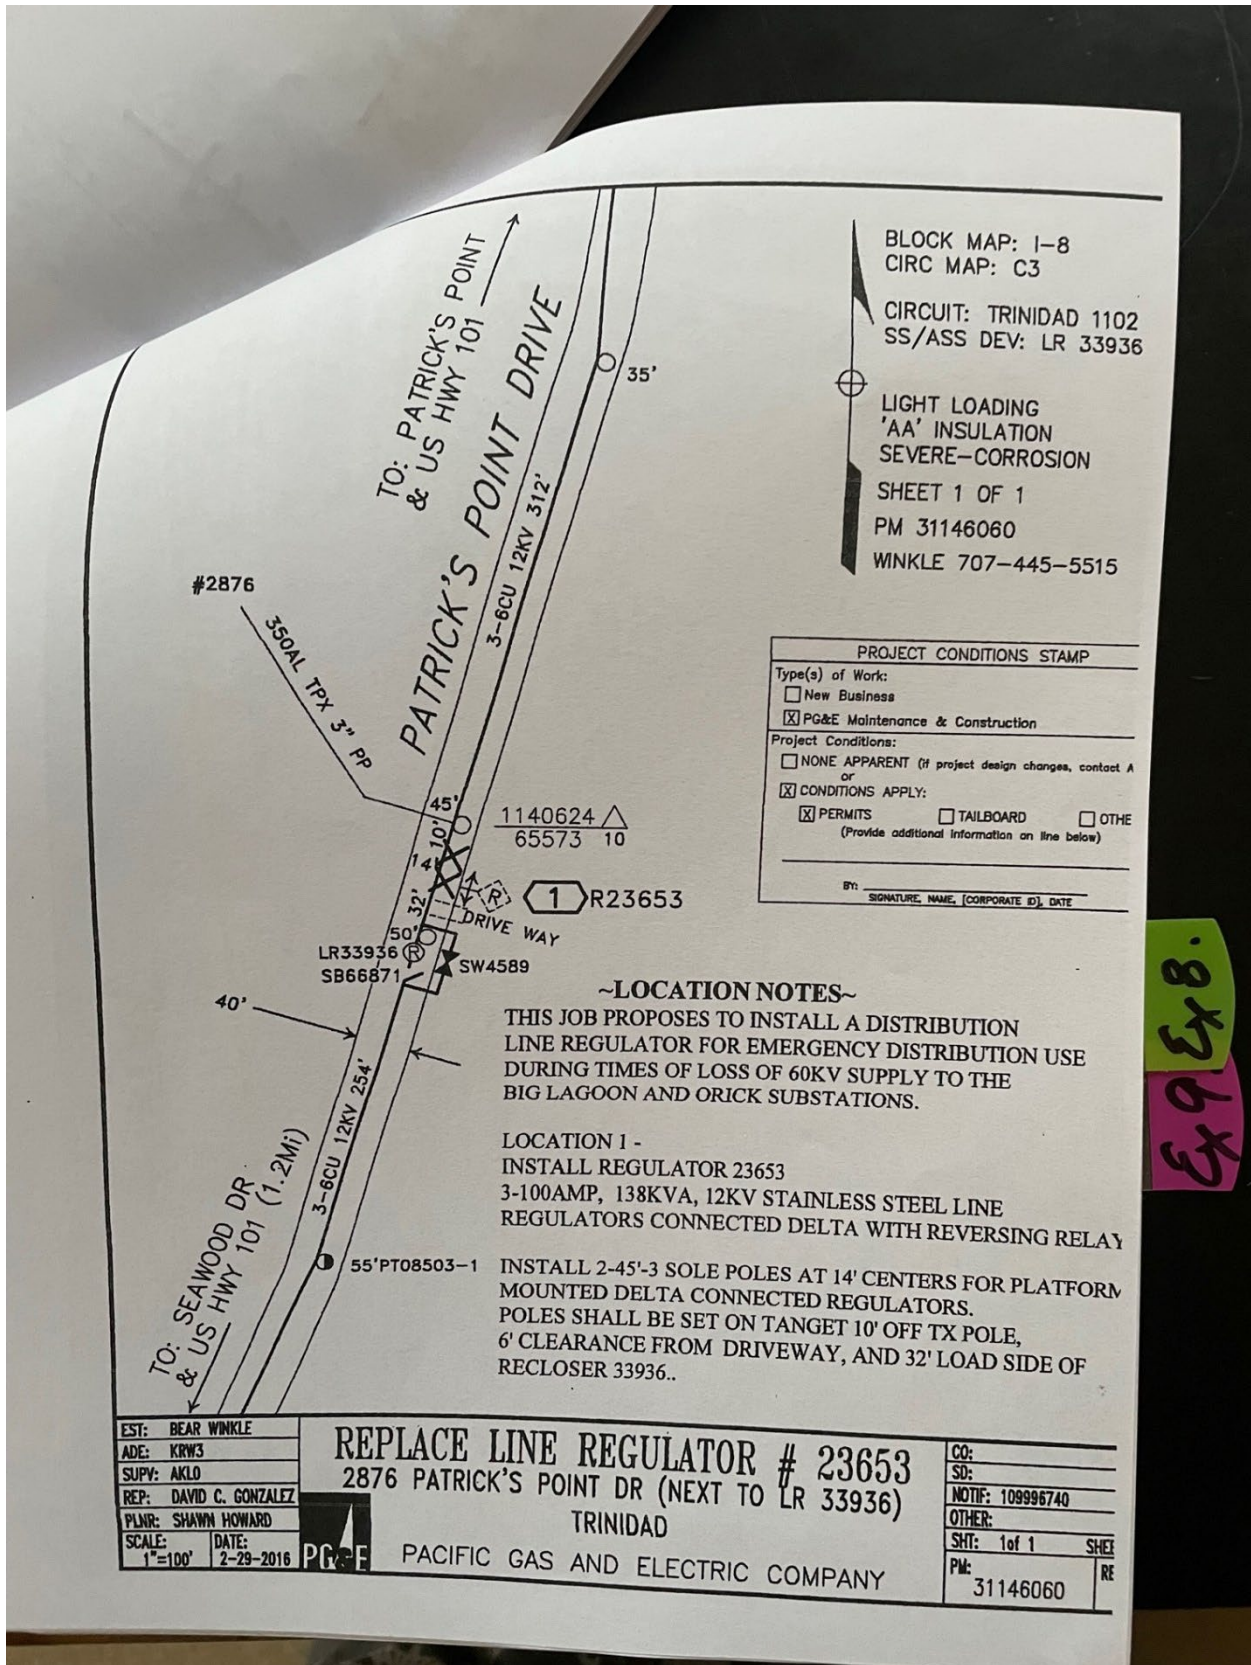 BLOCK MAP: I-8
CIRC MAP: C3
CIRCUIT: TRINIDAD 1102
SS/ASS DEV: LR 33936
LIGHT LOADING
'AA' INSULATION
SEVERE-CORROSION
SHEET 1 OF 1
PM 31146060
WINKLE 707-445-5515
TO: PATRICK'S POINT
& US HWY 101
PATRICK'S POINT DRIVE
35'
3-6CU 12KV 312'
#2876
350AL TPX 3" PP
45'
10'
14'
32'
50'
1140624
65573 10
R
1 R23653
DRIVE WAY
LR33936 R
SB66871
SW4589
40'
3-6CU 12KV 254'
TO: SEAWOOD DR
& US HWY 101 (1.2Mi)
55'PT08503-1
PROJECT CONDITIONS STAMP
Type(s) of Work:
New Business
X PG&E Maintenance & Construction
Project Conditions:
NONE APPARENT (if project design changes, contact A
or
X CONDITIONS APPLY:
X PERMITS TAILBOARD OTHE
(Provide additional information on line below)
BY:
SIGNATURE, NAME, [CORPORATE ID], DATE
~LOCATION NOTES~
THIS JOB PROPOSES TO INSTALL A DISTRIBUTION
LINE REGULATOR FOR EMERGENCY DISTRIBUTION USE
DURING TIMES OF LOSS OF 60KV SUPPLY TO THE
BIG LAGOON AND ORICK SUBSTATIONS.
LOCATION 1 -
INSTALL REGULATOR 23653
3-100AMP, 138KVA, 12KV STAINLESS STEEL LINE
REGULATORS CONNECTED DELTA WITH REVERSING RELAY
INSTALL 2-45'-3 SOLE POLES AT 14' CENTERS FOR PLATFORM
MOUNTED DELTA CONNECTED REGULATORS.
POLES SHALL BE SET ON TANGET 10' OFF TX POLE,
6' CLEARANCE FROM DRIVEWAY, AND 32' LOAD SIDE OF
RECLOSER 33936..
Ex 8.
Ex 9
EST: BEAR WINKLE
ADE: KRW3
SUPV: AKLO
REP: DAVID C. GONZALEZ
PLNR: SHAWN HOWARD
SCALE: 1"=100'
DATE: 2-29-2016
REPLACE LINE REGULATOR # 23653
2876 PATRICK'S POINT DR (NEXT TO LR 33936)
TRINIDAD
PG&E
PACIFIC GAS AND ELECTRIC COMPANY
CO:
SD:
NOTIF: 109996740
OTHER:
SHT: 1of 1 SHEE
PM: 31146060
RE